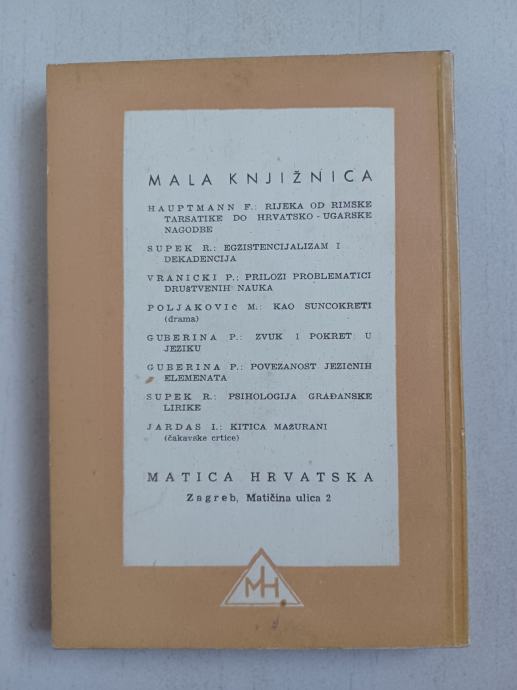 MALA KNJIŽNICA
HAUPTMANN F.: RIJEKA OD RIMSKE
TARSATIKE DO HRVATSKO-UGARSKE
NAGODBE
SUPEK R.: EGZISTENCIJALIZAM I
DEKADENCIJA
VRANICKI P.: PRILOZI PROBLEMATICI
DRUŠTVENIH NAUKA
POLJAKOVIĆ M.: KAO SUNCOKRETI
(drama)
GUBERINA P.: ZVUK I POKRET U
JEZIKU
GUBERINA P.: POVEZANOST JEZIČNIH
ELEMENATA
SUPEK R.: PSIHOLOGIJA GRAĐANSKE
LIRIKE
JARDAS I.: KITICA MAŽURANI
(čakavske crtice)
MATICA HRVATSKA
Zagreb, Matičina ulica 2
MH